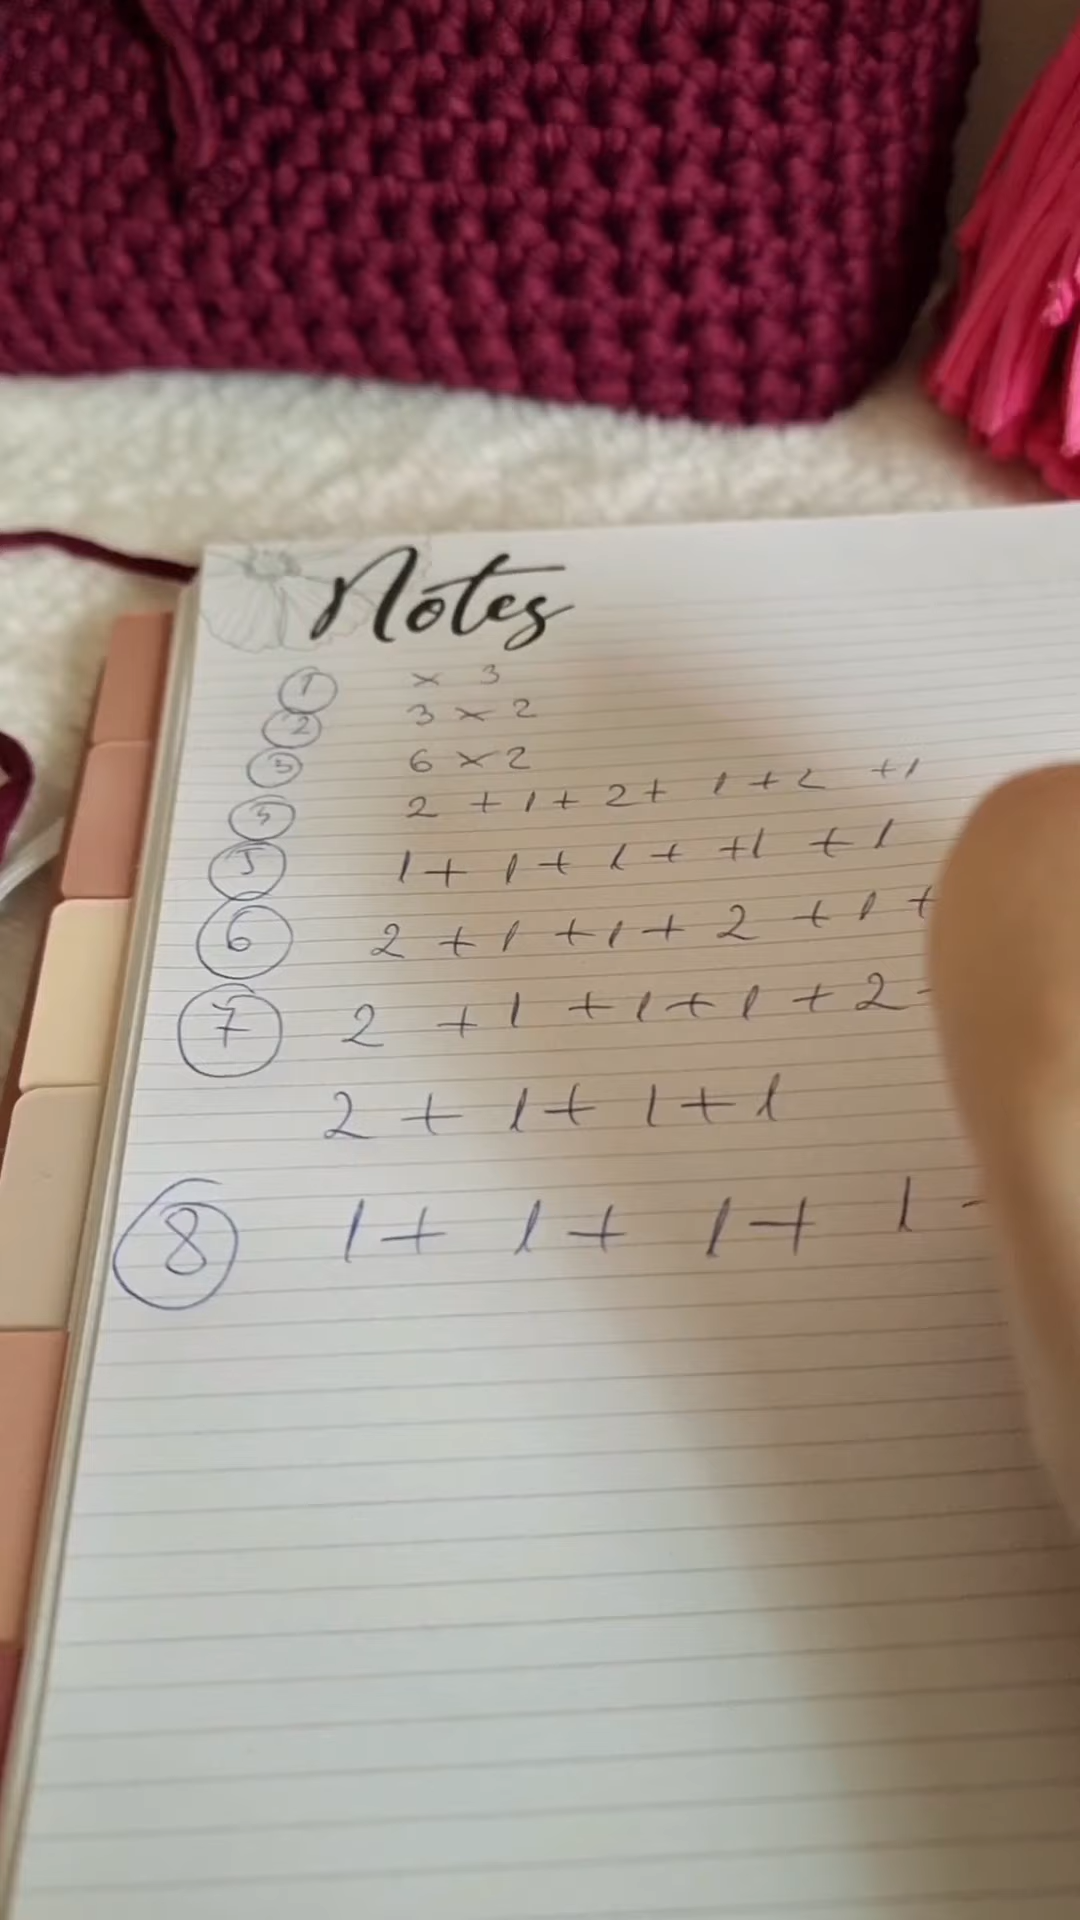 Notes
1 x 3
2 3 x 2
3 6 x 2
3 2 + 1 + 2 + 1 + 2 + 1
5 1 + 1 + 1 + +1 + 1
6 2 + 1 + 1 + 2 + 1 +
7 2 + 1 + 1 + 1 + 2 -
2 + 1 + 1 + 1
8 1 + 1 + 1 + 1 -